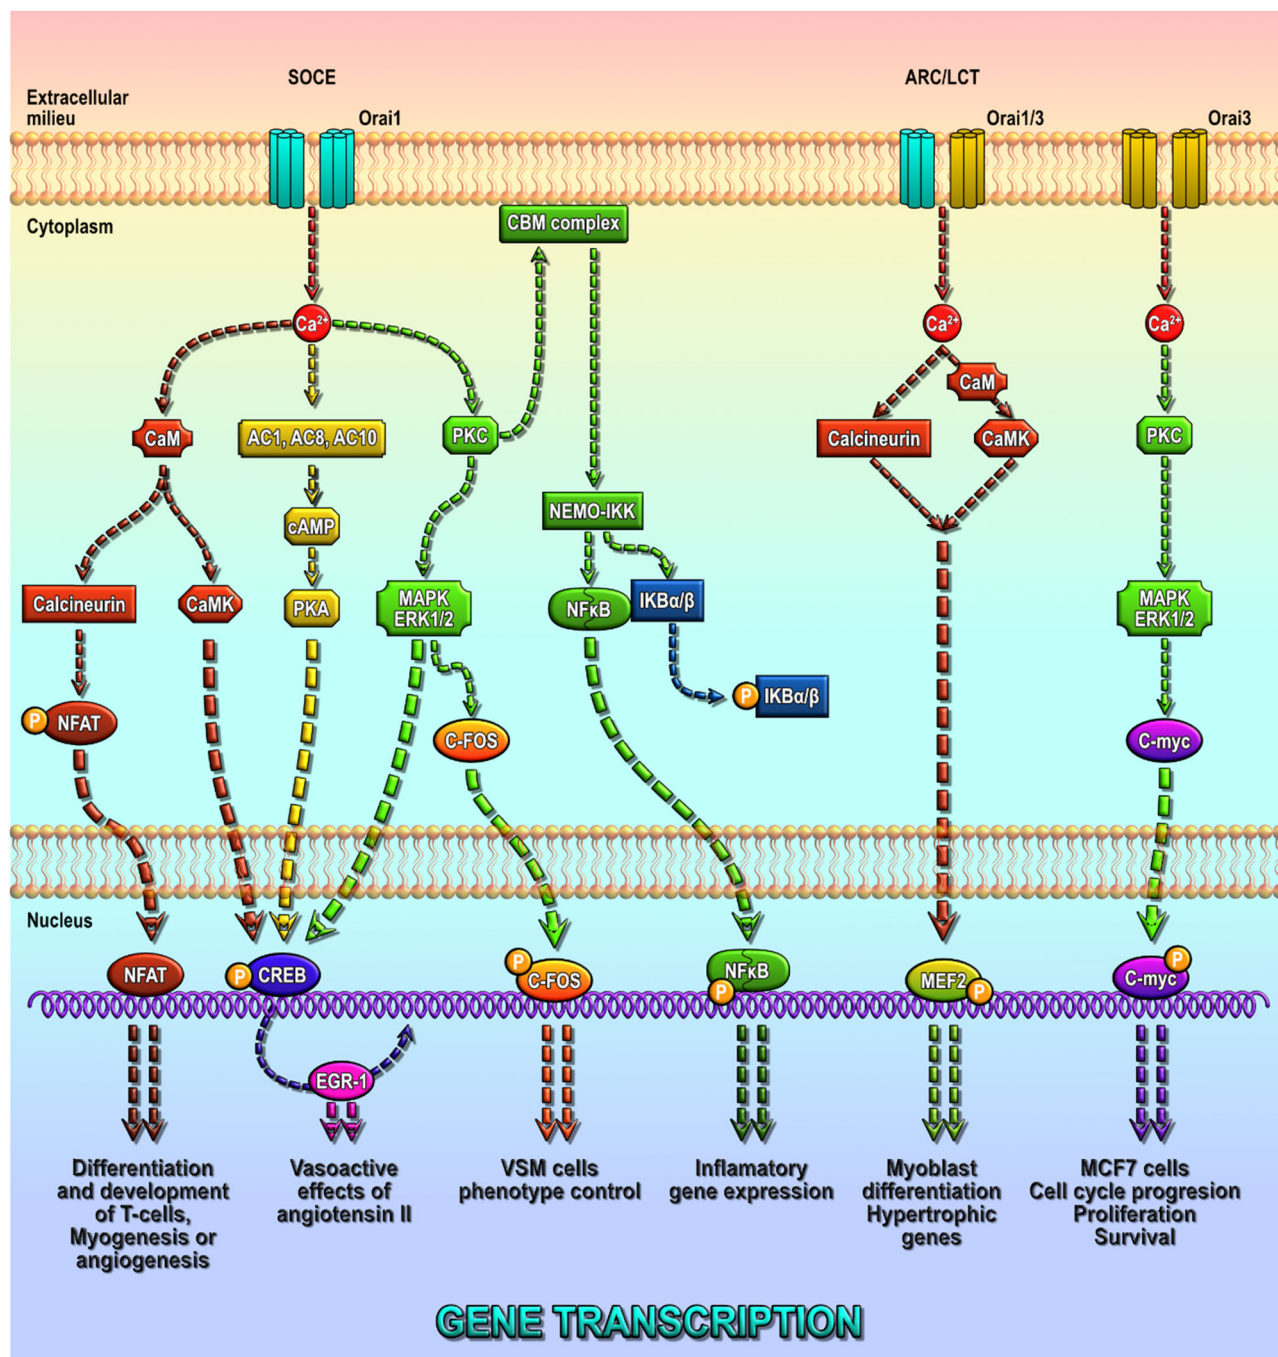 SOCE
ARC/LCT
Extracellular
milieu
Orai1
Orai1/3
Orai3
Cytoplasm
CBM complex
Ca2+
Ca2+
Ca2+
CaM
CaM
AC1, AC8, AC10
PKC
Calcineurin
CaMK
PKC
cAMP
NEMO-IKK
Calcineurin
CaMK
PKA
MAPK
ERK1/2
NFκB
IKBα/β
MAPK
ERK1/2
P
IKBα/β
P
NFAT
C-FOS
C-myc
Nucleus
NFAT
P
CREB
P
C-FOS
NFκB
P
MEF2
P
C-myc
P
EGR-1
Differentiation
and development
of T-cells,
Myogenesis or
angiogenesis
Vasoactive
effects of
angiotensin II
VSM cells
phenotype control
Inflamatory
gene expression
Myoblast
differentiation
Hypertrophic
genes
MCF7 cells
Cell cycle progresion
Proliferation
Survival
GENE TRANSCRIPTION